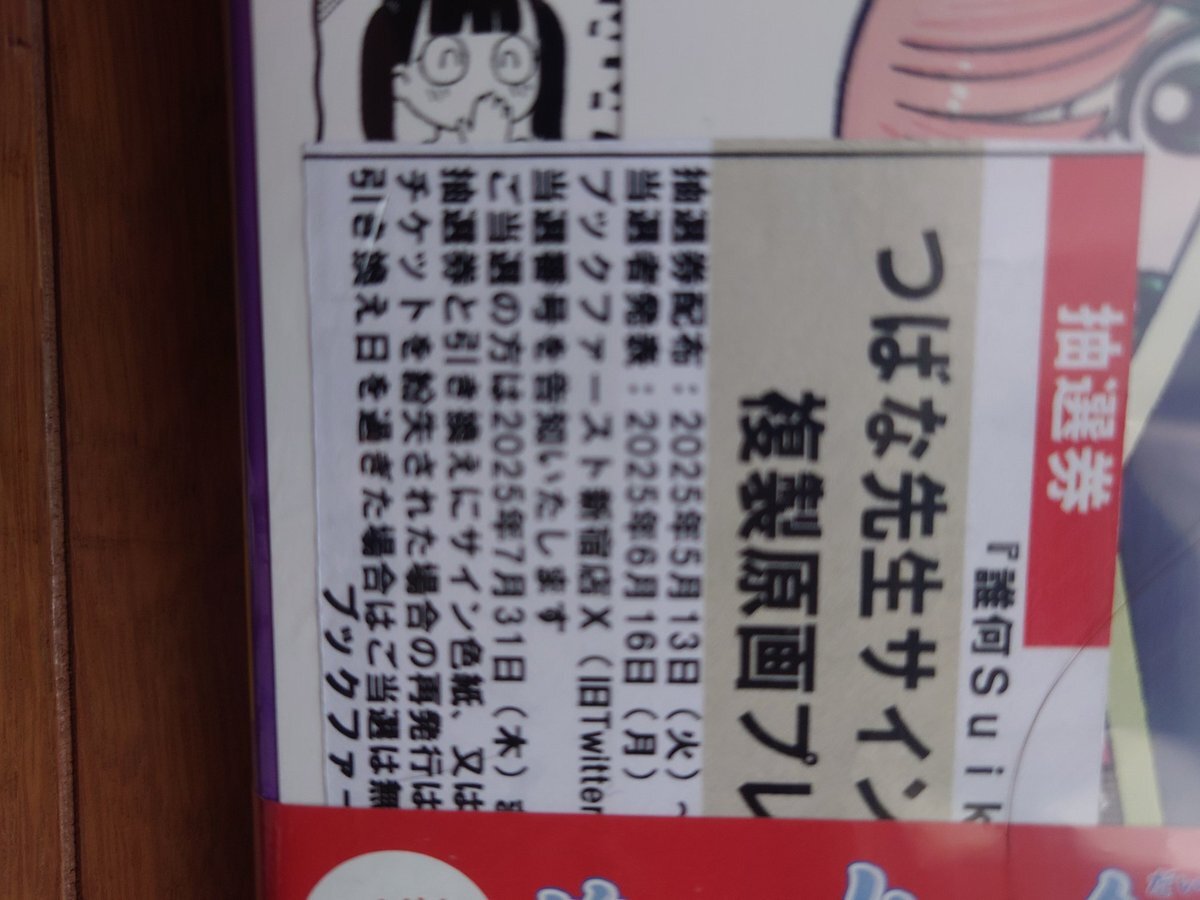 抽選券
『誰何Suik
つばな先生サイン
複製原画プレ
抽選券配布：2025年5月13日（火）～
当選者発表：2025年6月16日（月）
ブックファースト新宿店X（旧Twitter
当選番号を告知いたします
ご当選の方は2025年7月31日（木）
抽選券と引き換えにサイン色紙、又は
チケットを紛失された場合の再発行は
引き換え日を過ぎた場合はご当選は無
ブックファー